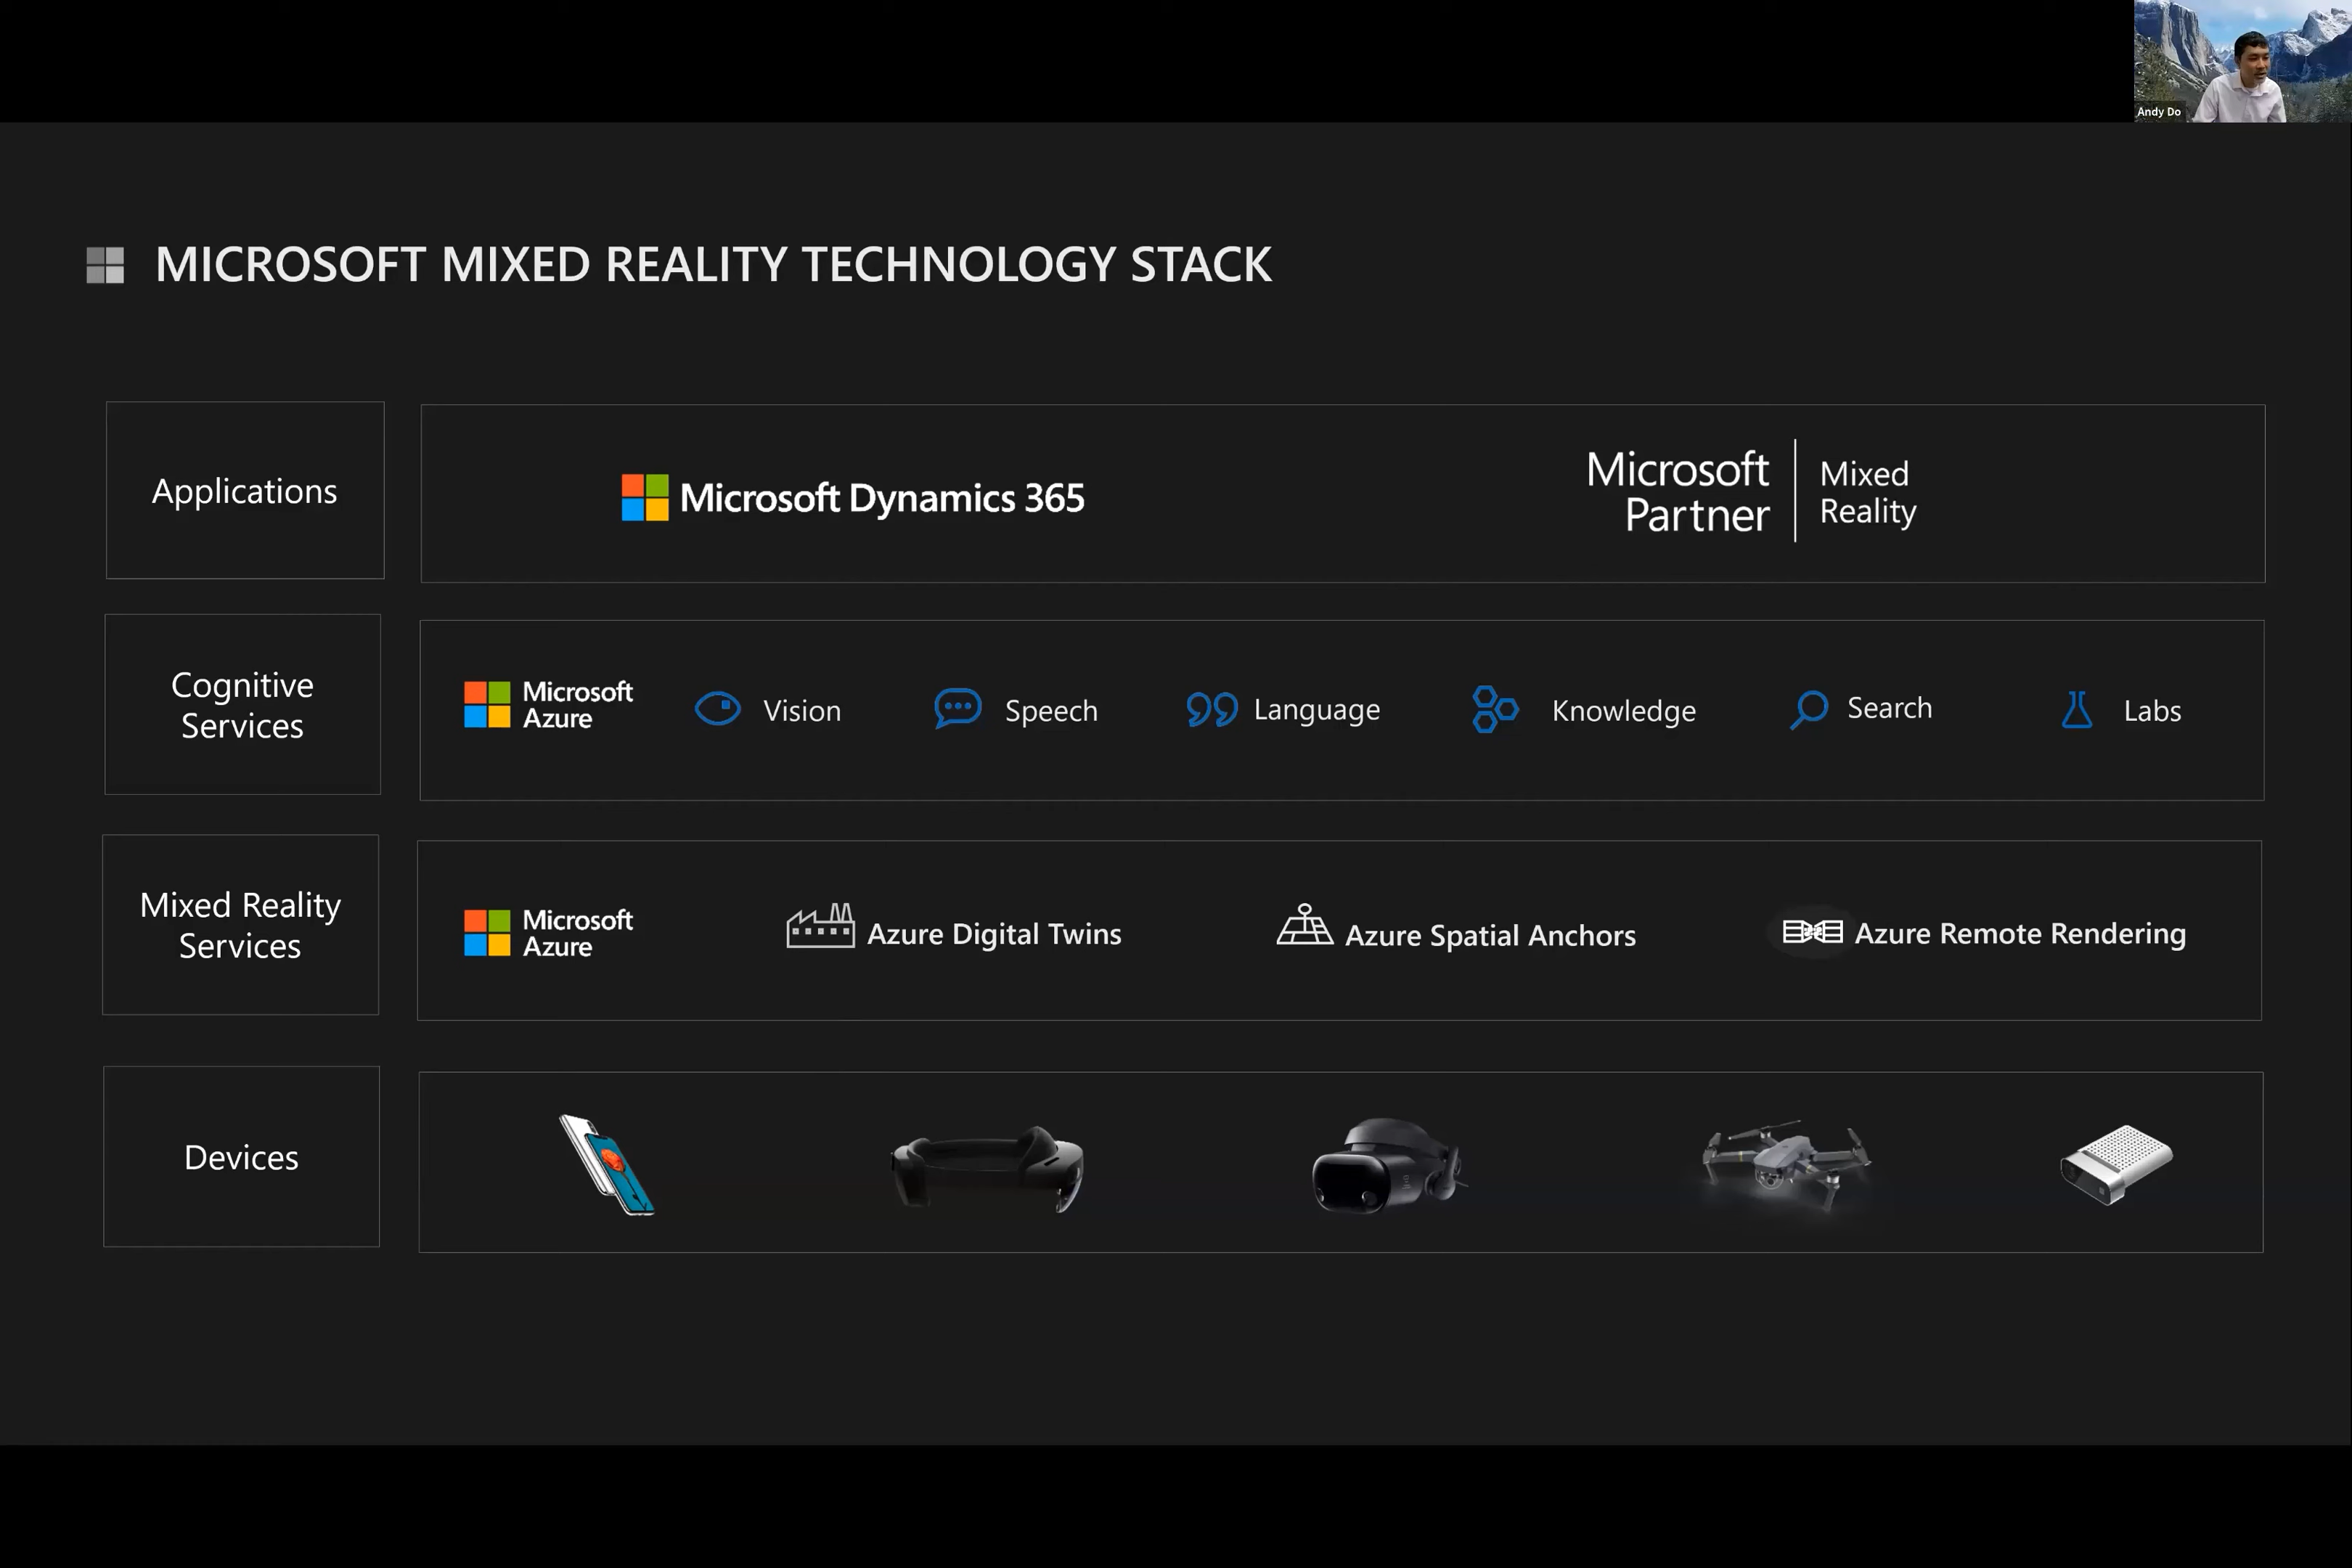 Andy Do
MICROSOFT MIXED REALITY TECHNOLOGY STACK
Applications
Microsoft Dynamics 365
Microsoft
Partner
Mixed
Reality
Cognitive
Services
Microsoft
Azure
Vision
Speech
Language
Knowledge
Search
Labs
Mixed Reality
Services
Microsoft
Azure
Azure Digital Twins
Azure Spatial Anchors
Azure Remote Rendering
Devices